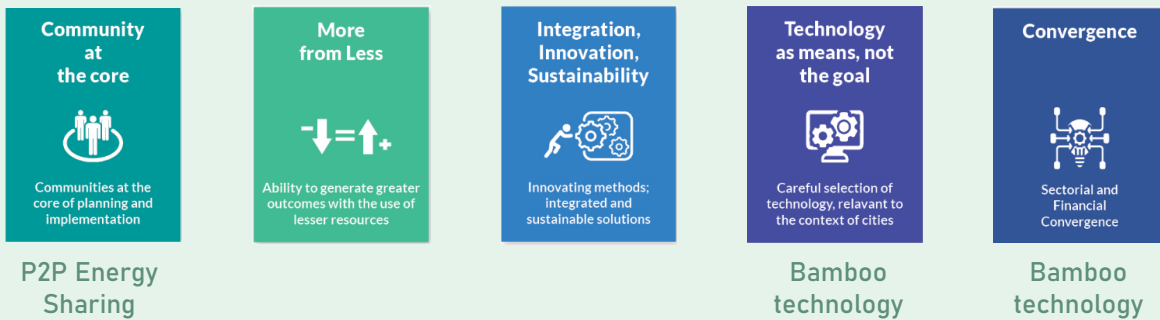 Community
at
the core
Communities at the
core of planning and
implementation
P2P Energy
Sharing
More
from Less
Ability to generate greater
outcomes with the use of
lesser resources
Integration,
Innovation,
Sustainability
Innovating methods;
integrated and
sustainable solutions
Technology
as means, not
the goal
Careful selection of
technology, relavant to
the context of cities
Bamboo
technology
Convergence
Sectorial and
Financial
Convergence
Bamboo
technology